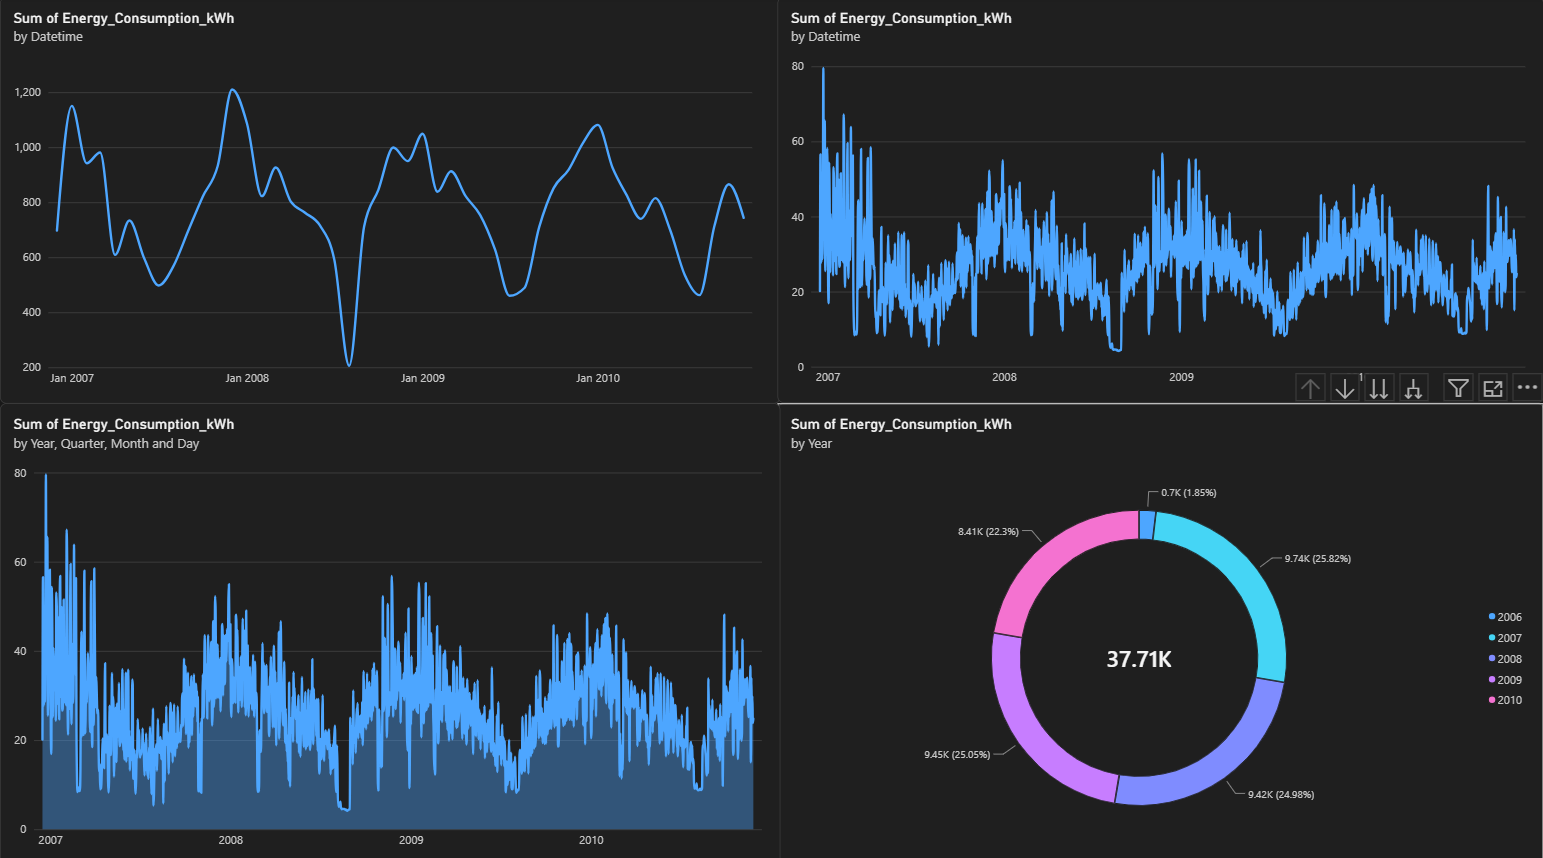 Sum of Energy_Consumption_kWh
by Datetime
1,200
1,000
800
600
400
200
Jan 2007 Jan 2008 Jan 2009 Jan 2010
Sum of Energy_Consumption_kWh
by Datetime
80
60
40
20
0
2007 2008 2009 1
Sum of Energy_Consumption_kWh
by Year, Quarter, Month and Day
80
60
40
20
0
2007 2008 2009 2010
Sum of Energy_Consumption_kWh
by Year
0.7K (1.85%)
8.41K (22.3%)
9.74K (25.82%)
37.71K
9.45K (25.05%)
9.42K (24.98%)
2006
2007
2008
2009
2010